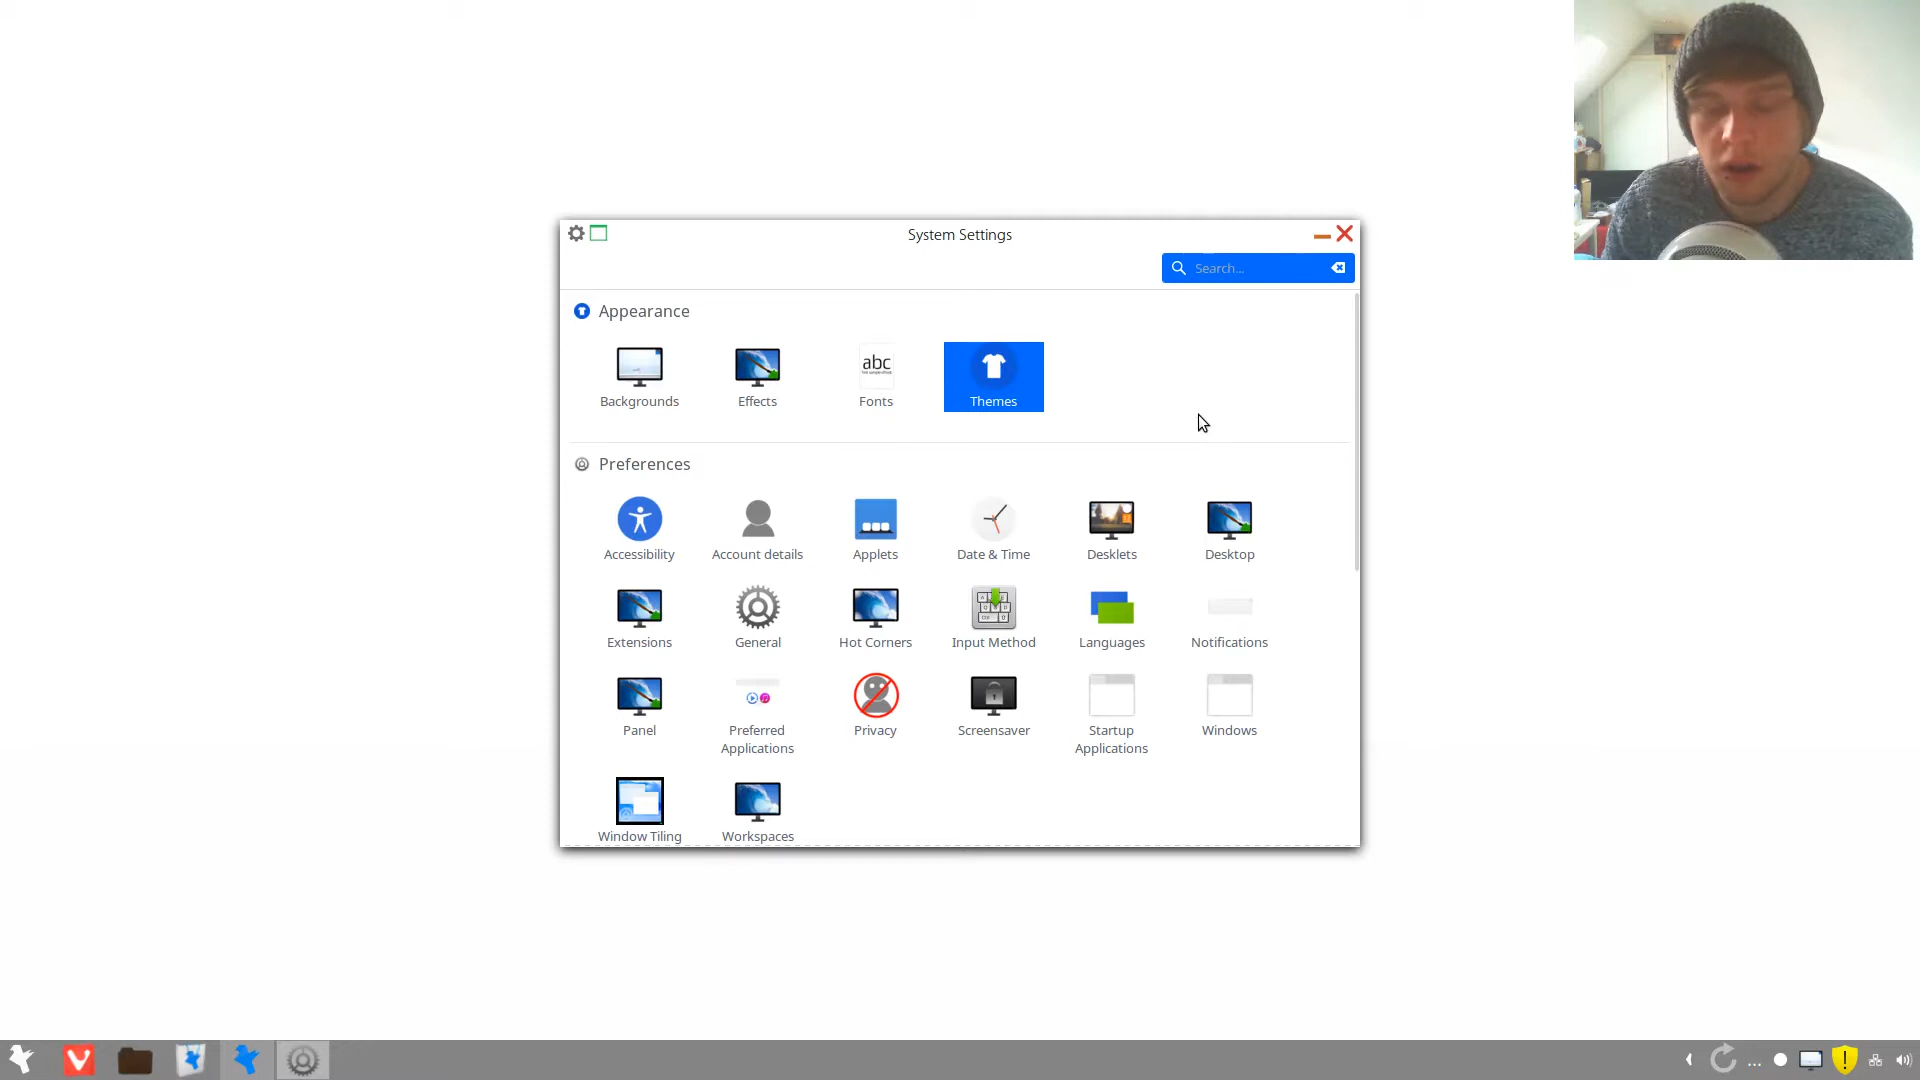 System Settings
Search...
Appearance
abc
Backgrounds
Effects
Fonts
Themes
Preferences
Accessibility
Account details
Applets
Date & Time
Desklets
Desktop
Extensions
General
Hot Corners
Input Method
Languages
Notifications
Panel
Preferred
Applications
Privacy
Screensaver
Startup
Applications
Windows
Window Tiling
Workspaces